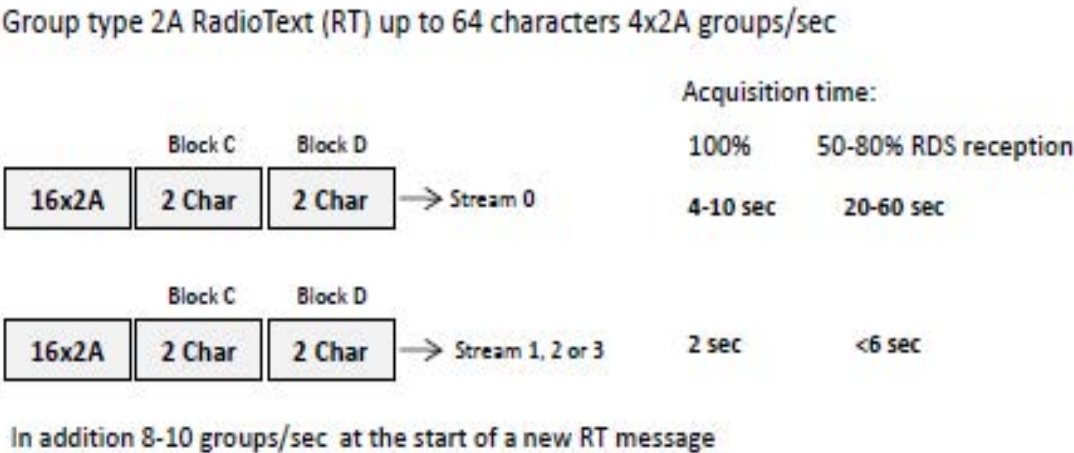 Group type 2A RadioText (RT) up to 64 characters 4x2A groups/sec
Acquisition time:
Block C Block D 100% 50-80% RDS reception
16x2A 2 Char 2 Char Stream 0 4-10 sec 20-60 sec
Block C Block D
16x2A 2 Char 2 Char Stream 1, 2 or 3 2 sec <6 sec
In addition 8-10 groups/sec at the start of a new RT message